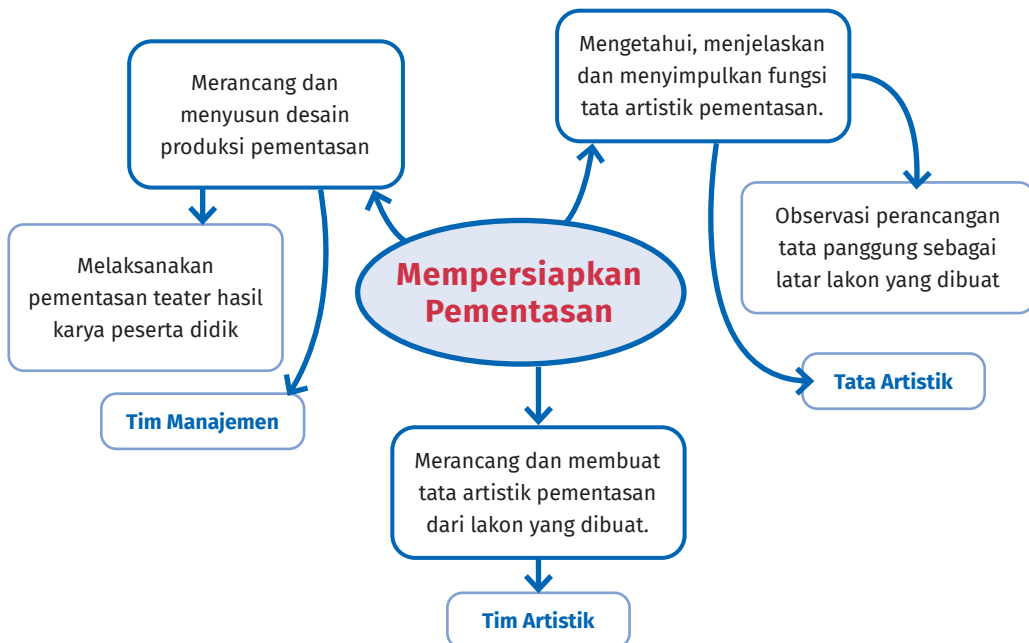 Merancang dan
menyusun desain
produksi pementasan
Mengetahui, menjelaskan
dan menyimpulkan fungsi
tata artistik pementasan.
Melaksanakan
pementasan teater hasil
karya peserta didik
Mempersiapkan
Pementasan
Observasi perancangan
tata panggung sebagai
latar lakon yang dibuat
Tim Manajemen
Tata Artistik
Merancang dan membuat
tata artistik pementasan
dari lakon yang dibuat.
Tim Artistik